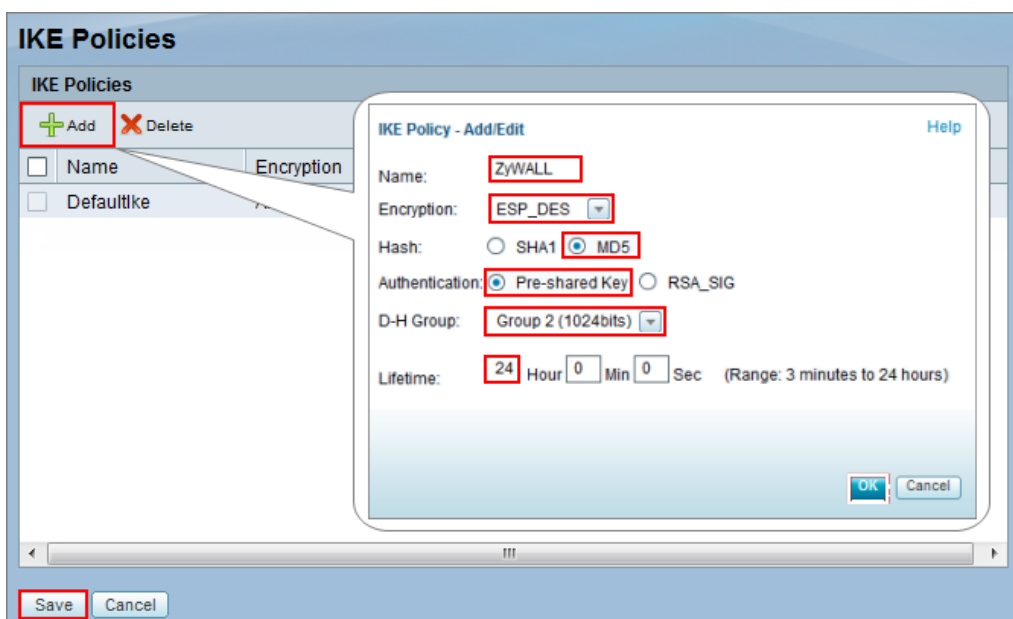 IKE Policies
IKE Policies
Add Delete
Name Encryption
DefaultIke
IKE Policy - Add/Edit Help
Name: ZyWALL
Encryption: ESP_DES
Hash: SHA1 MD5
Authentication: Pre-shared Key RSA_SIG
D-H Group: Group 2 (1024bits)
Lifetime: 24 Hour 0 Min 0 Sec (Range: 3 minutes to 24 hours)
OK Cancel
Save Cancel